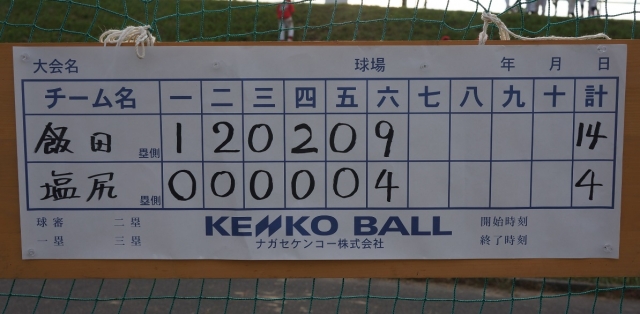 大会名 球場 年 月 日
チーム名 一 二 三 四 五 六 七 八 九 十 計
飯田 塁側 1 2 0 2 0 9 14
塩尻 塁側 0 0 0 0 0 4 4
球審 二塁 KENKO BALL 開始時刻
一塁 三塁 ナガセケンコー株式会社 終了時刻